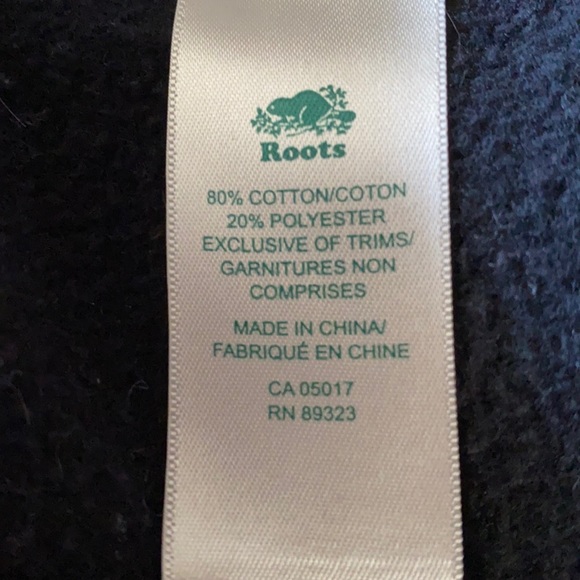 Roots
80% COTTON/COTON
20% POLYESTER
EXCLUSIVE OF TRIMS/
GARNITURES NON
COMPRISES
MADE IN CHINA/
FABRIQUÉ EN CHINE
CA 05017
RN 89323